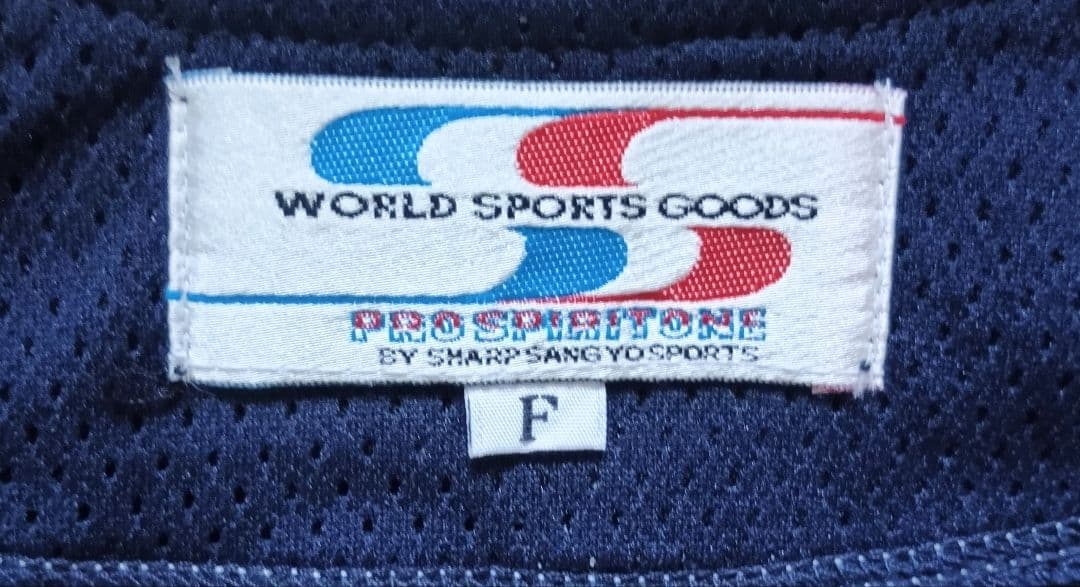 WORLD SPORTS GOODS
PROSPIRITONE
BY SHARP SANGYO SPORTS
F